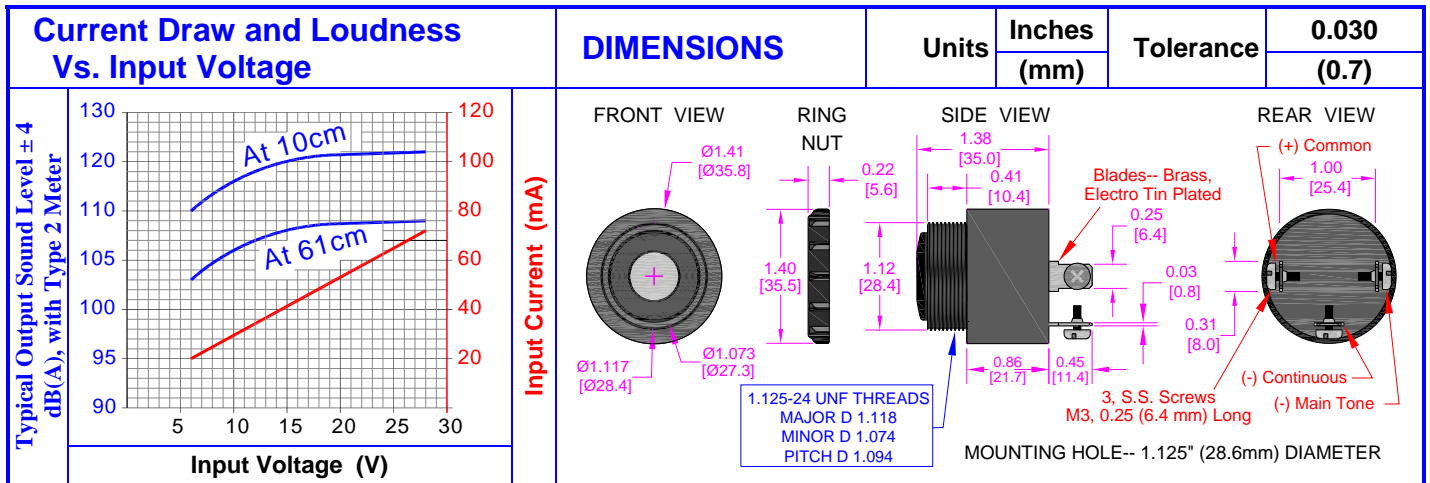 Current Draw and Loudness
Vs. Input Voltage
DIMENSIONS
Units
Inches
(mm)
Tolerance
0.030
(0.7)
Typical Output Sound Level ± 4
dB(A), with Type 2 Meter
130
120
110
105
100
95
90
At 10cm
At 61cm
120
100
80
60
40
20
Input Current (mA)
5 10 15 20 25 30
Input Voltage (V)
FRONT VIEW
Ø1.41
[Ø35.8]
Ø1.117
[Ø28.4]
Ø1.073
[Ø27.3]
RING
NUT
0.22
[5.6]
1.40
[35.5]
SIDE VIEW
1.38
[35.0]
0.41
[10.4]
1.12
[28.4]
Blades-- Brass,
Electro Tin Plated
0.25
[6.4]
0.03
[0.8]
0.86
[21.7]
0.45
[11.4]
1.125-24 UNF THREADS
MAJOR D 1.118
MINOR D 1.074
PITCH D 1.094
REAR VIEW
(+) Common
1.00
[25.4]
0.31
[8.0]
(-) Continuous
(-) Main Tone
3, S.S. Screws
M3, 0.25 (6.4 mm) Long
MOUNTING HOLE-- 1.125" (28.6mm) DIAMETER